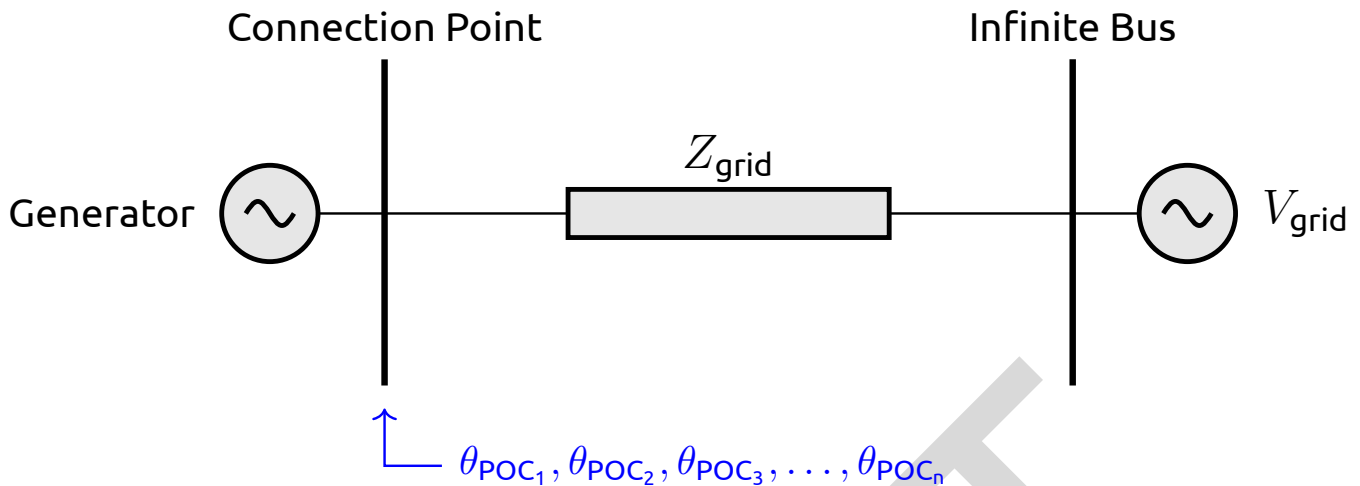 Connection Point
Infinite Bus
Z_grid
Generator
V_grid
θ_POC₁, θ_POC₂, θ_POC₃, . . . , θ_POCₙ